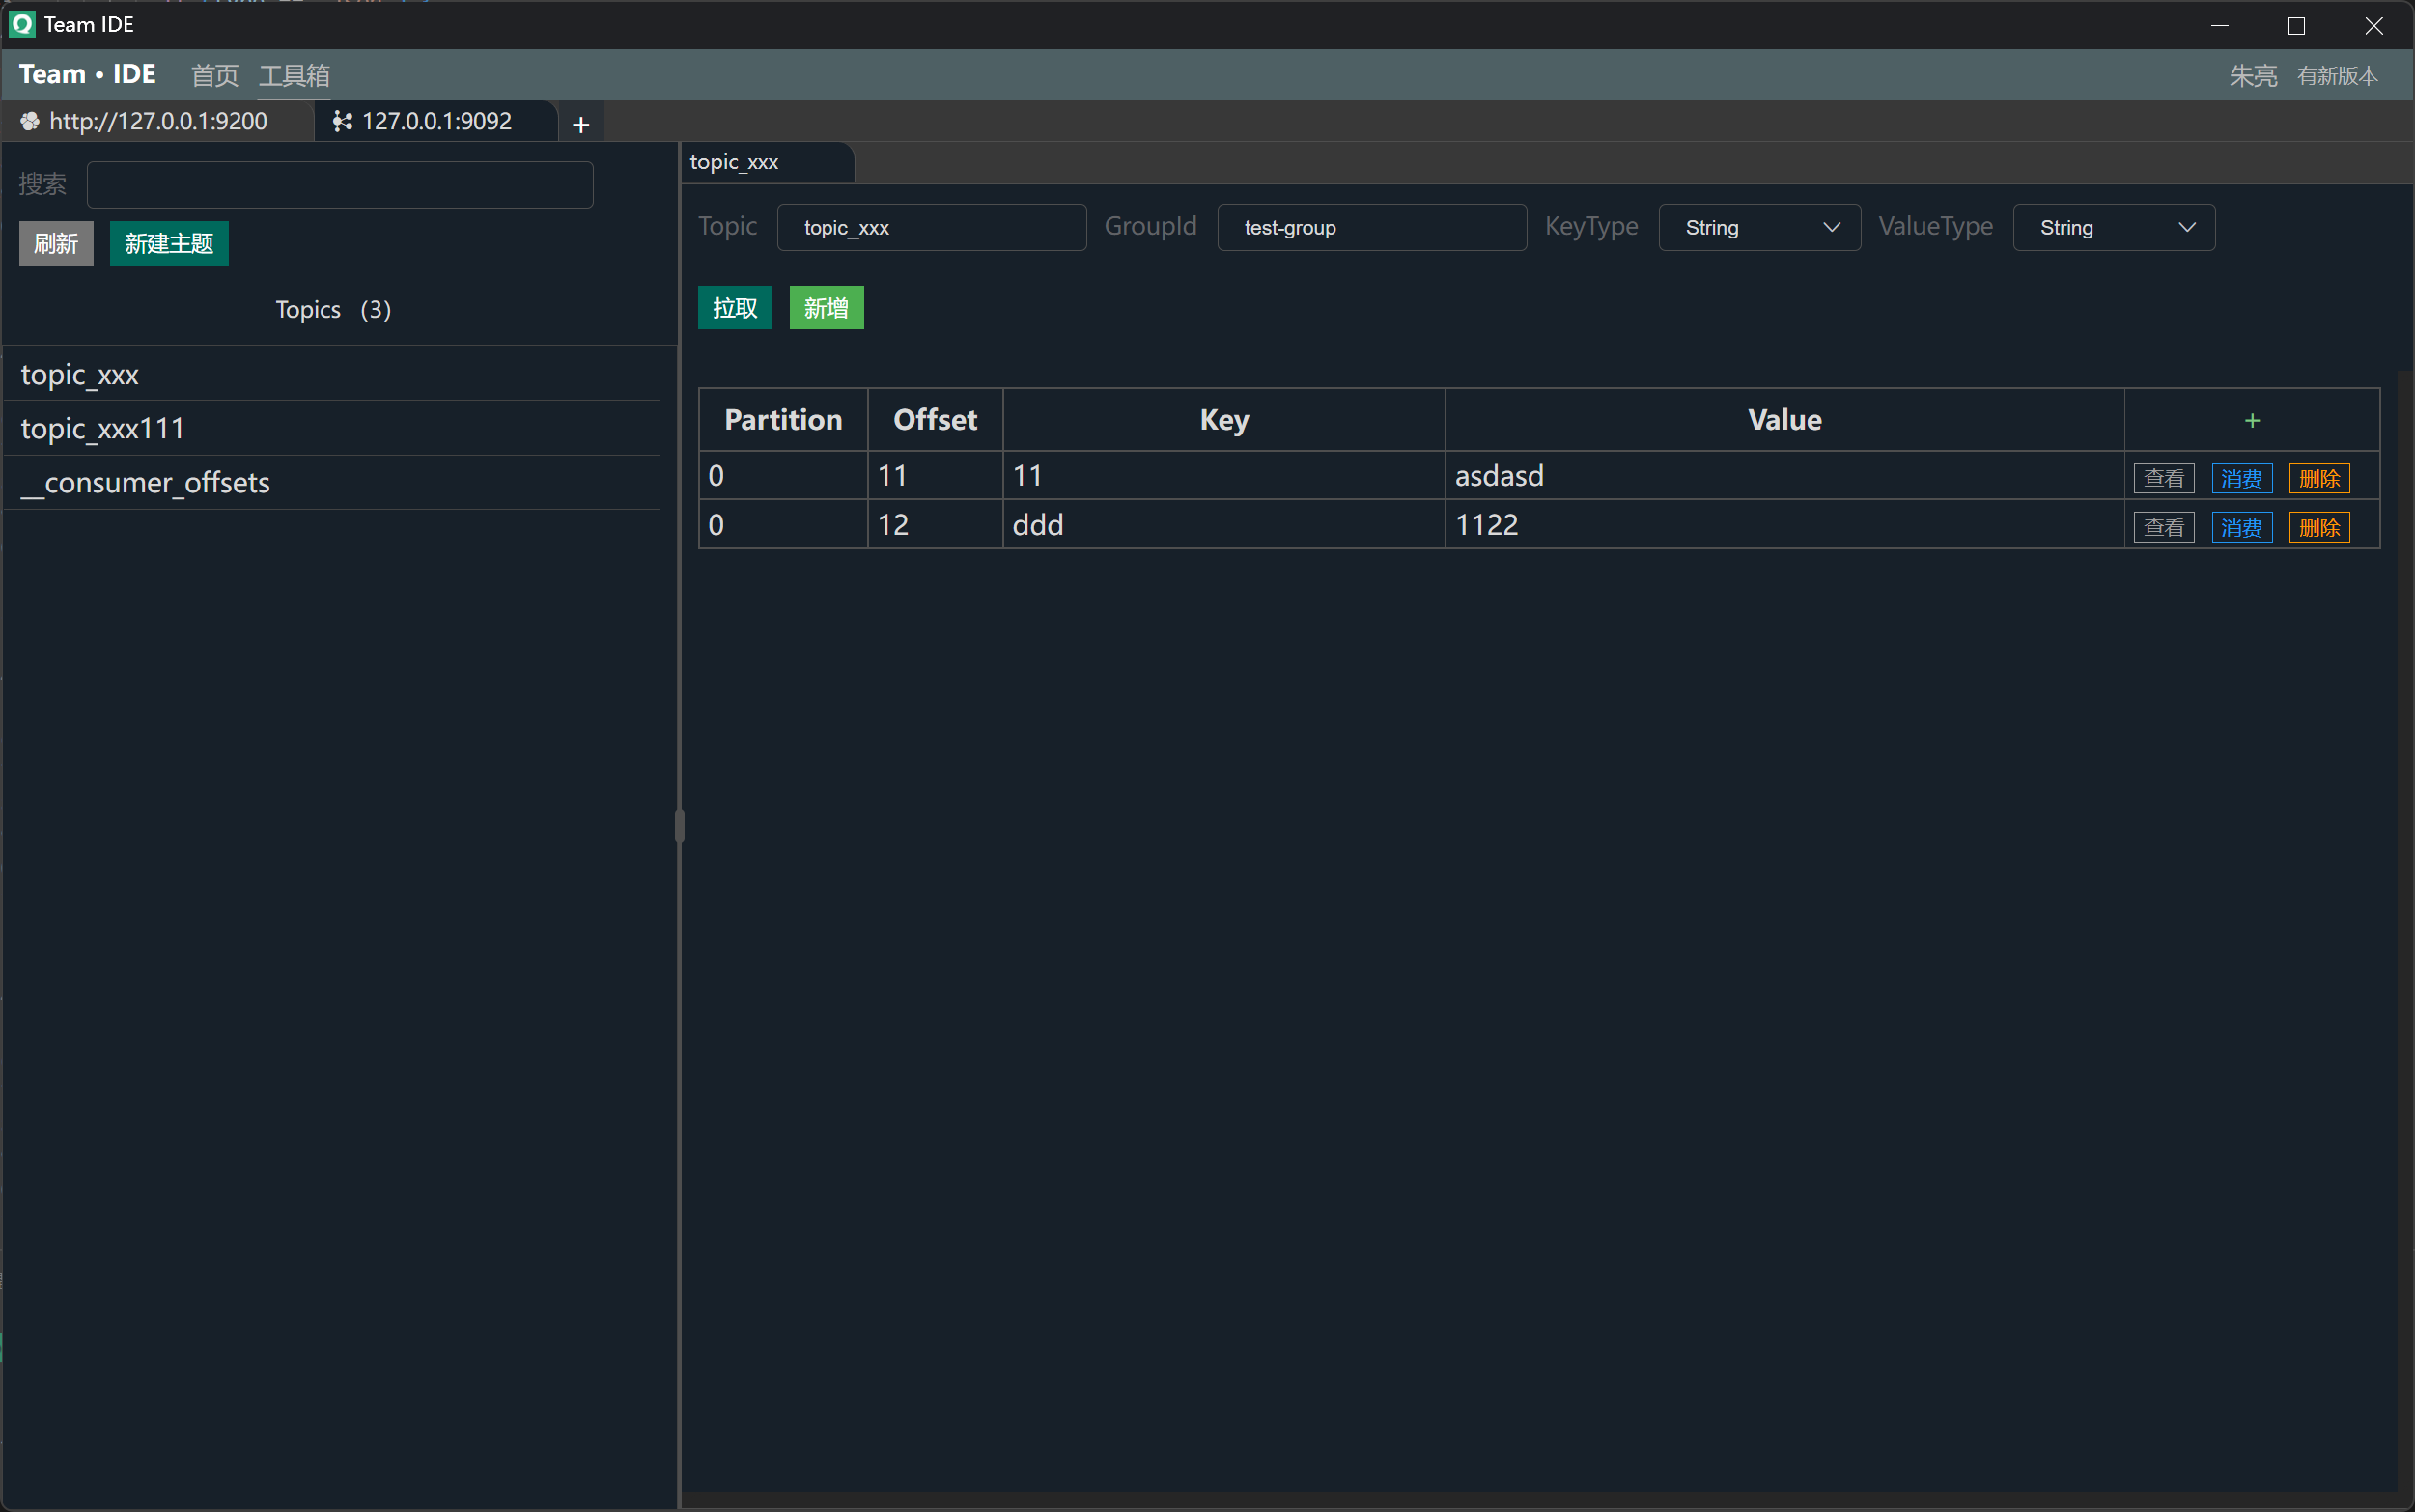 Team IDE
Team • IDE 首页 工具箱 朱亮 有新版本
http://127.0.0.1:9200 127.0.0.1:9092 +
搜索
刷新 新建主题
Topics (3)
topic_xxx
topic_xxx111
__consumer_offsets
topic_xxx
Topic topic_xxx GroupId test-group KeyType String ValueType String
拉取 新增
Partition Offset Key Value +
0 11 11 asdasd 查看 消费 删除
0 12 ddd 1122 查看 消费 删除